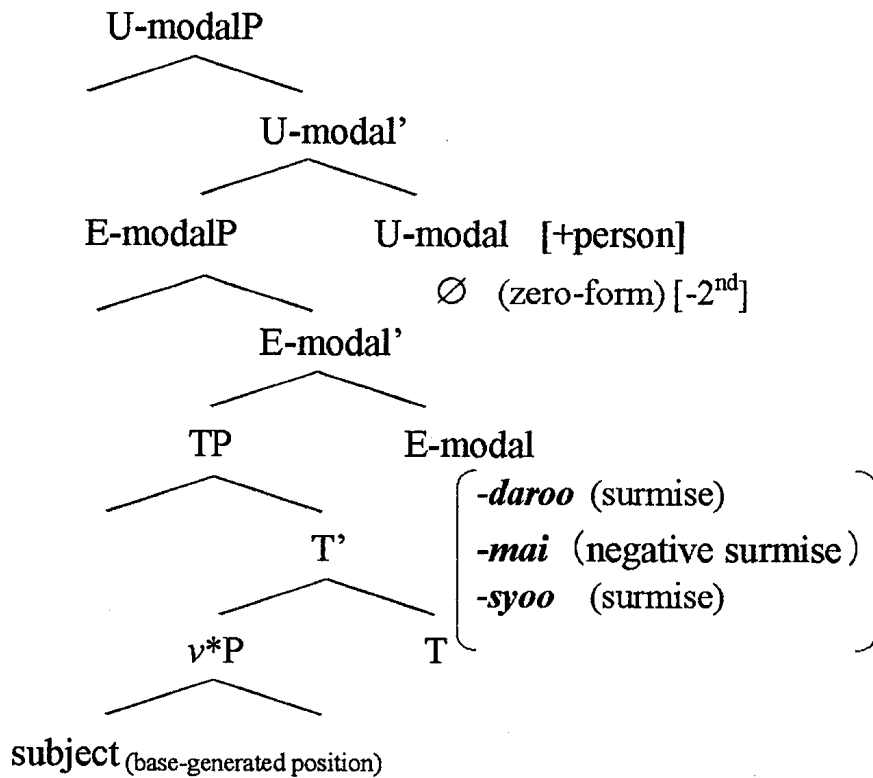 U-modalP
U-modal’
E-modalP U-modal [+person]
∅ (zero-form) [-2nd]
E-modal’
TP E-modal
-daroo (surmise)
T’ -mai (negative surmise)
-syoo (surmise)
v*P T
subject (base-generated position)